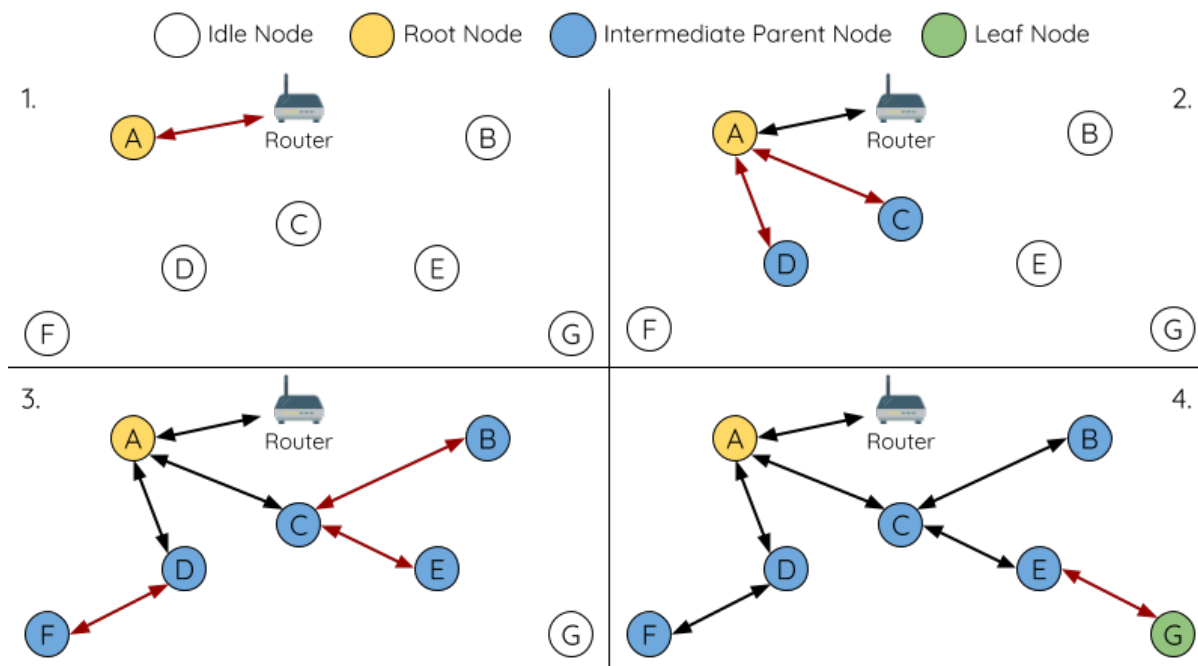 Idle Node
Root Node
Intermediate Parent Node
Leaf Node
1.
A
Router
B
C
D
E
F
G
2.
A
Router
B
C
D
E
F
G
3.
A
Router
B
C
D
E
F
G
4.
A
Router
B
C
D
E
F
G